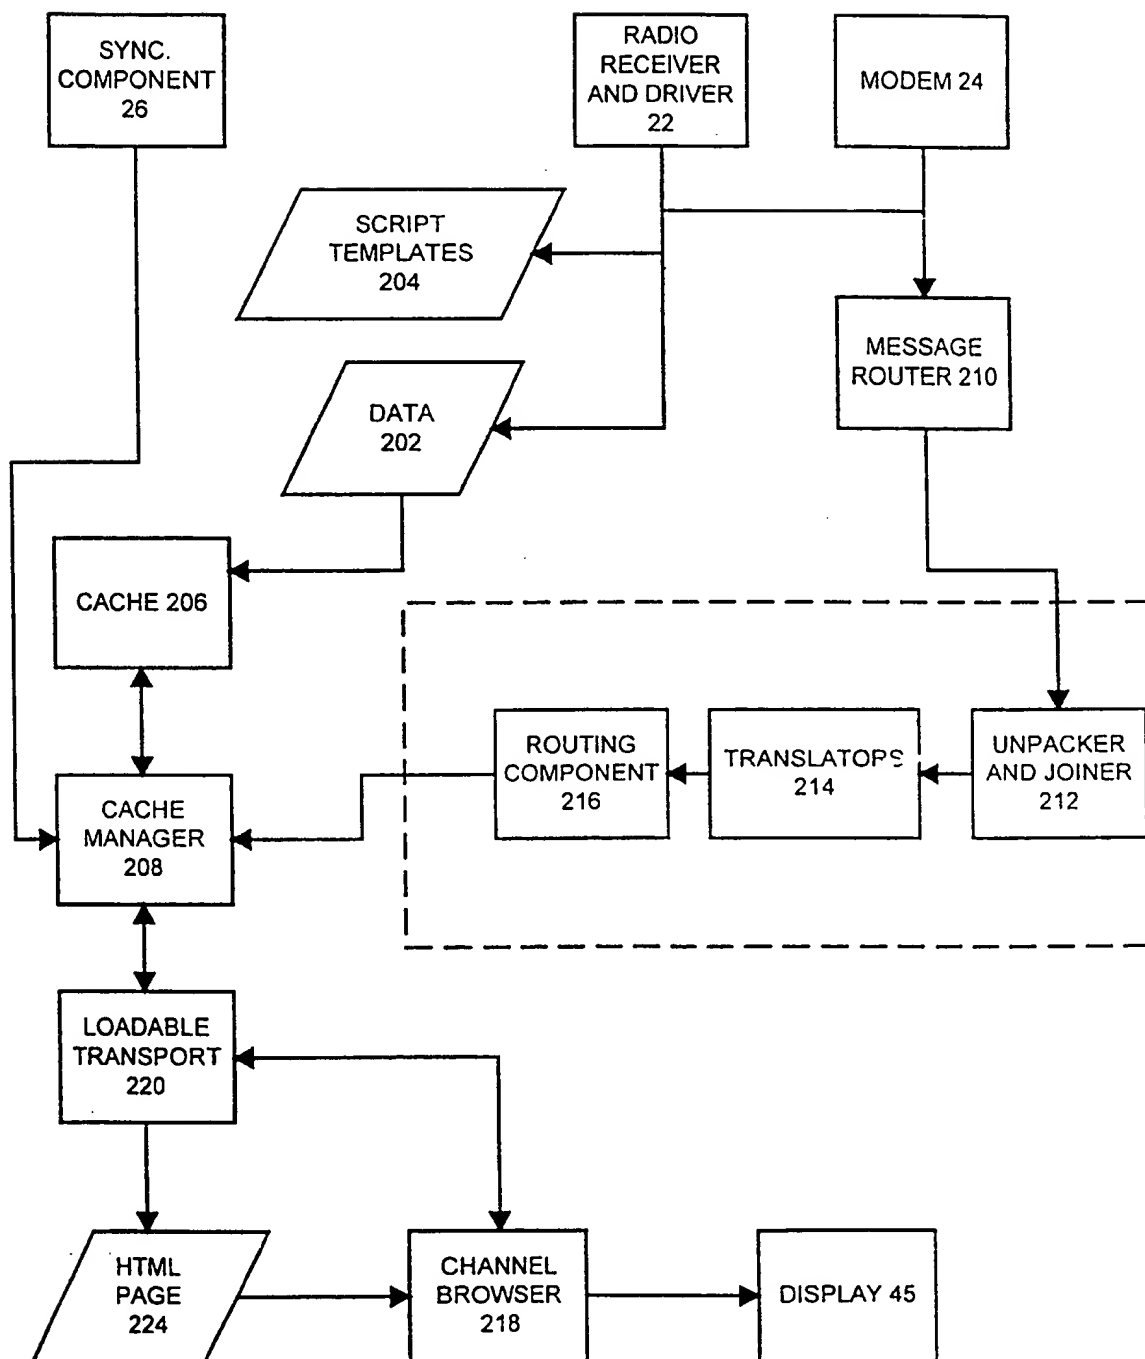 SYNC.
COMPONENT
26
RADIO
RECEIVER
AND DRIVER
22
MODEM 24
SCRIPT
TEMPLATES
204
MESSAGE
ROUTER 210
DATA
202
CACHE 206
ROUTING
COMPONENT
216
TRANSLATOPS
214
UNPACKER
AND JOINER
212
CACHE
MANAGER
208
LOADABLE
TRANSPORT
220
HTML
PAGE
224
CHANNEL
BROWSER
218
DISPLAY 45